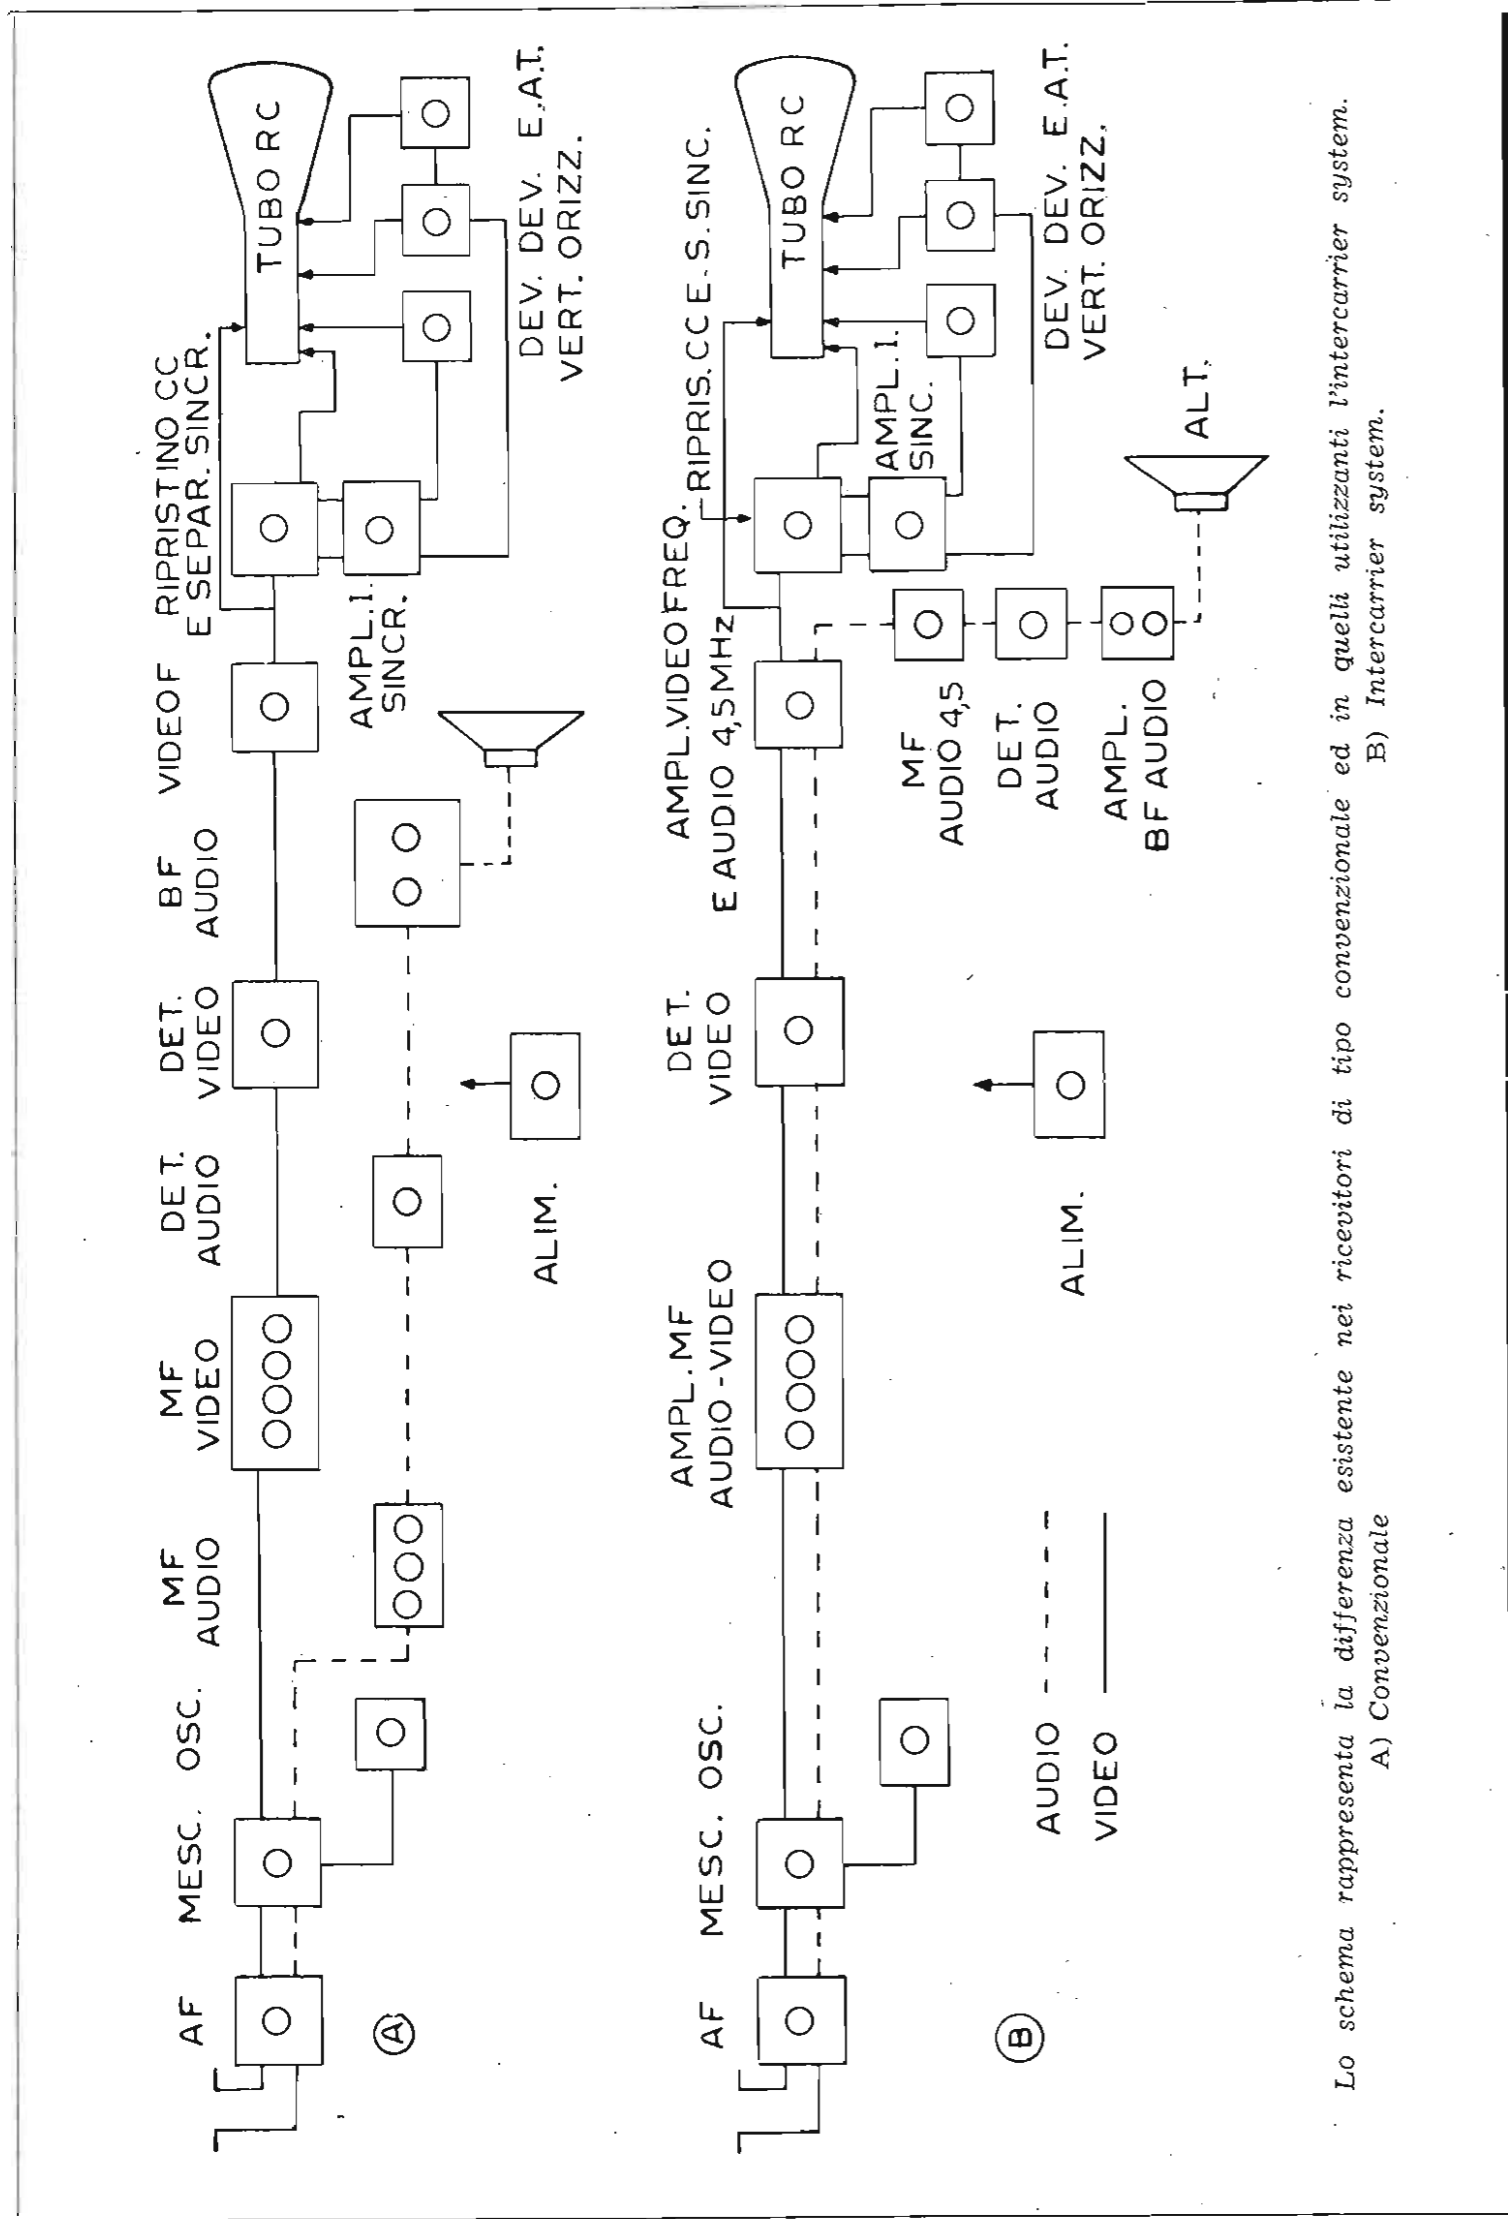 AF
MESC. OSC.
MF
AUDIO
MF
VIDEO
DET.
AUDIO
DET.
VIDEO
BF
AUDIO
VIDEO F
RIPRISTINO CC
E SEPAR. SINCR.
TUBO RC
AMPL.I.
SINCR.
DEV. DEV. E.A.T.
VERT. ORIZZ.
ALIM.
A
AF
MESC. OSC.
AMPL. MF
AUDIO-VIDEO
DET.
VIDEO
AMPL. VIDEOFREQ.
E AUDIO 4,5MHz
RIPRIS. CC E-S. SINC.
TUBO RC
AMPL.I.
SINC.
DEV. DEV. E.A.T.
VERT. ORIZZ.
MF
AUDIO 4,5
DET.
AUDIO
AMPL.
BF AUDIO
ALT.
ALIM.
B
AUDIO
VIDEO
Lo schema rappresenta la differenza esistente nei ricevitori di tipo convenzionale ed in quelli utilizzanti l'intercarrier system.
A) Convenzionale B) Intercarrier system.